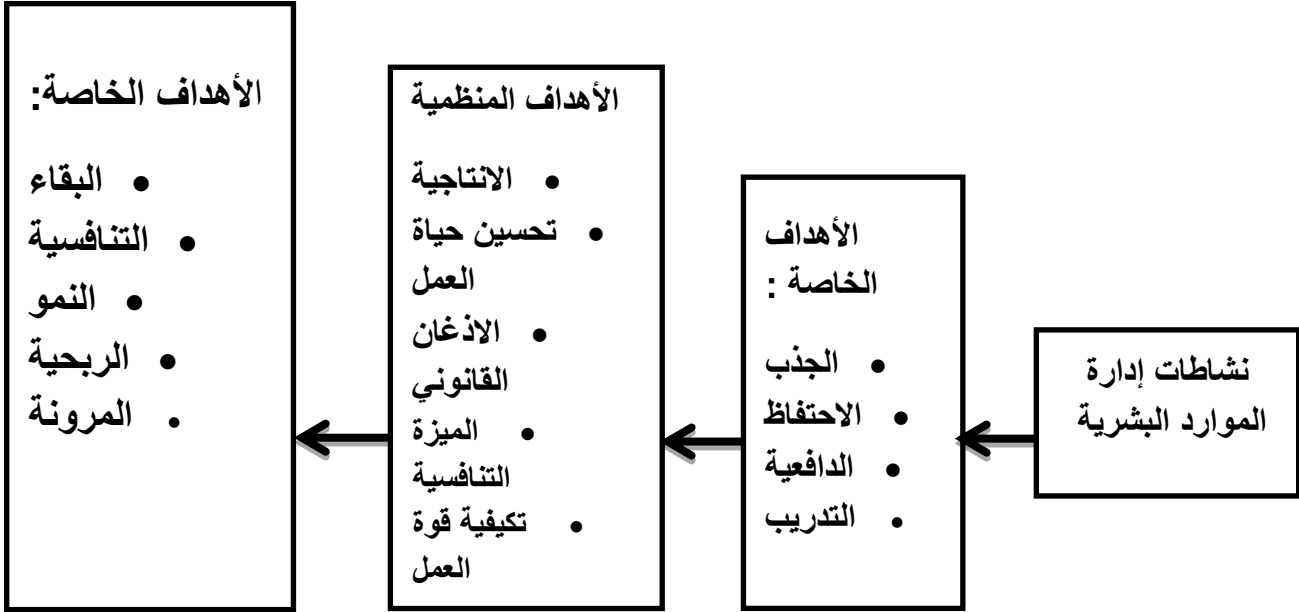 نشاطات إدارة
الموارد البشرية
الأهداف
الخاصة :
• الجذب
• الاحتفاظ
• الدافعية
• التدريب
الأهداف المنظمية
• الانتاجية
• تحسين حياة
العمل
• الاذغان
القانوني
• الميزة
التنافسية
• تكيفية قوة
العمل
الأهداف الخاصة:
• البقاء
• التنافسية
• النمو
• الربحية
• المرونة